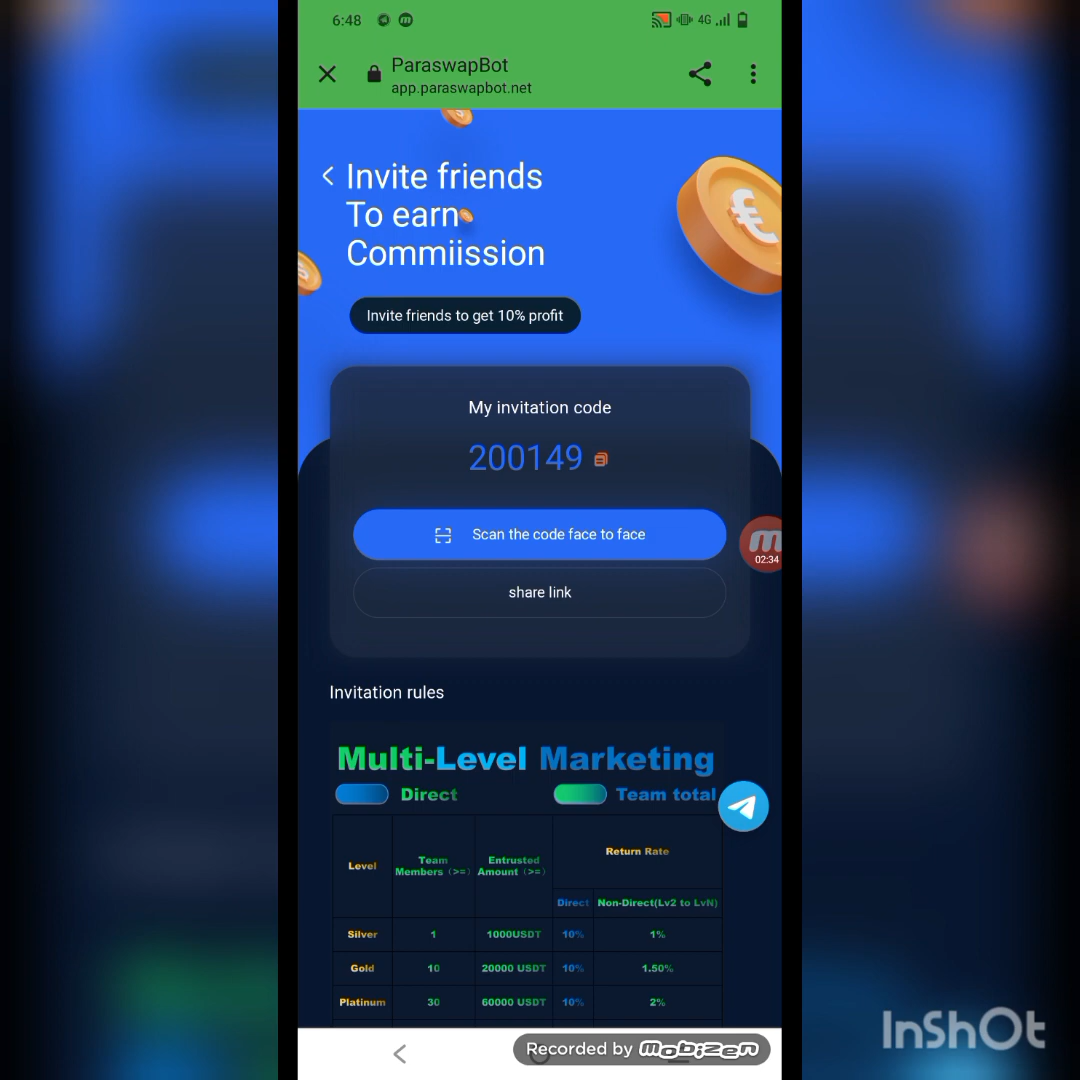 6:48
4G
ParaswapBot
app.paraswapbot.net
Invite friends
To earn
Commiission
Invite friends to get 10% profit
My invitation code
200149
Scan the code face to face
02:34
share link
Invitation rules
Multi-Level Marketing
Direct Team total
Level Team Members (>=) Entrusted Amount (>=) Return Rate
Direct Non-Direct(Lv2 to LvN)
Silver 1 1000USDT 10% 1%
Gold 10 20000 USDT 10% 1.50%
Platinum 30 60000 USDT 10% 2%
Recorded by mobizen
InShOt